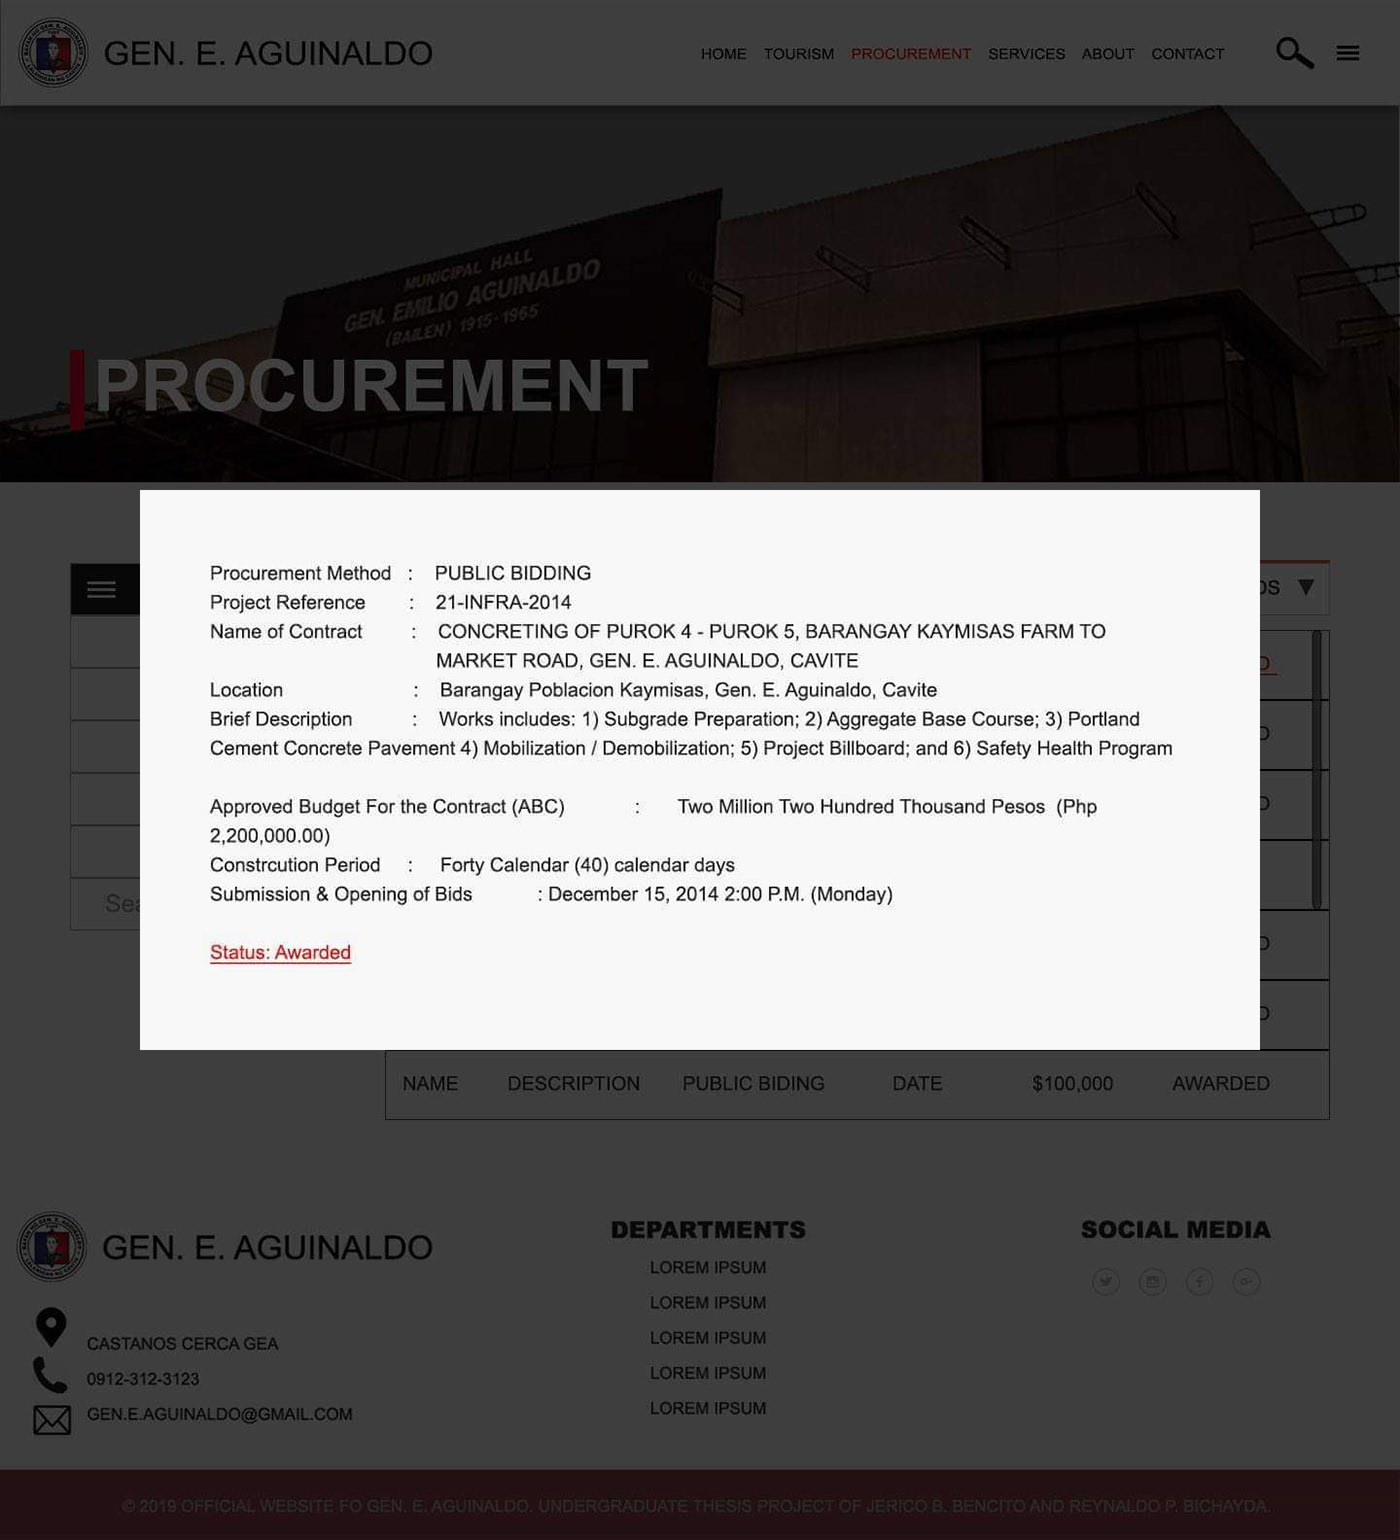 GEN. E. AGUINALDO
HOME TOURISM PROCUREMENT SERVICES ABOUT CONTACT
MUNICIPAL HALL
GEN. EMILIO AGUINALDO
(BAILEN) 1915-1965
PROCUREMENT
Procurement Method : PUBLIC BIDDING
Project Reference : 21-INFRA-2014
Name of Contract : CONCRETING OF PUROK 4 - PUROK 5, BARANGAY KAYMISAS FARM TO
MARKET ROAD, GEN. E. AGUINALDO, CAVITE
Location : Barangay Poblacion Kaymisas, Gen. E. Aguinaldo, Cavite
Brief Description : Works includes: 1) Subgrade Preparation; 2) Aggregate Base Course; 3) Portland
Cement Concrete Pavement 4) Mobilization / Demobilization; 5) Project Billboard; and 6) Safety Health Program
Approved Budget For the Contract (ABC) : Two Million Two Hundred Thousand Pesos (Php
2,200,000.00)
Constrcution Period : Forty Calendar (40) calendar days
Submission & Opening of Bids : December 15, 2014 2:00 P.M. (Monday)
Status: Awarded
NAME DESCRIPTION PUBLIC BIDING DATE $100,000 AWARDED
GEN. E. AGUINALDO
CASTANOS CERCA GEA
0912-312-3123
GEN.E.AGUINALDO@GMAIL.COM
DEPARTMENTS
LOREM IPSUM
LOREM IPSUM
LOREM IPSUM
LOREM IPSUM
LOREM IPSUM
SOCIAL MEDIA
© 2019 OFFICIAL WEBSITE FO GEN. E. AGUINALDO. UNDERGRADUATE THESIS PROJECT OF JERICO B. BENCITO AND REYNALDO P. BICHAYDA.